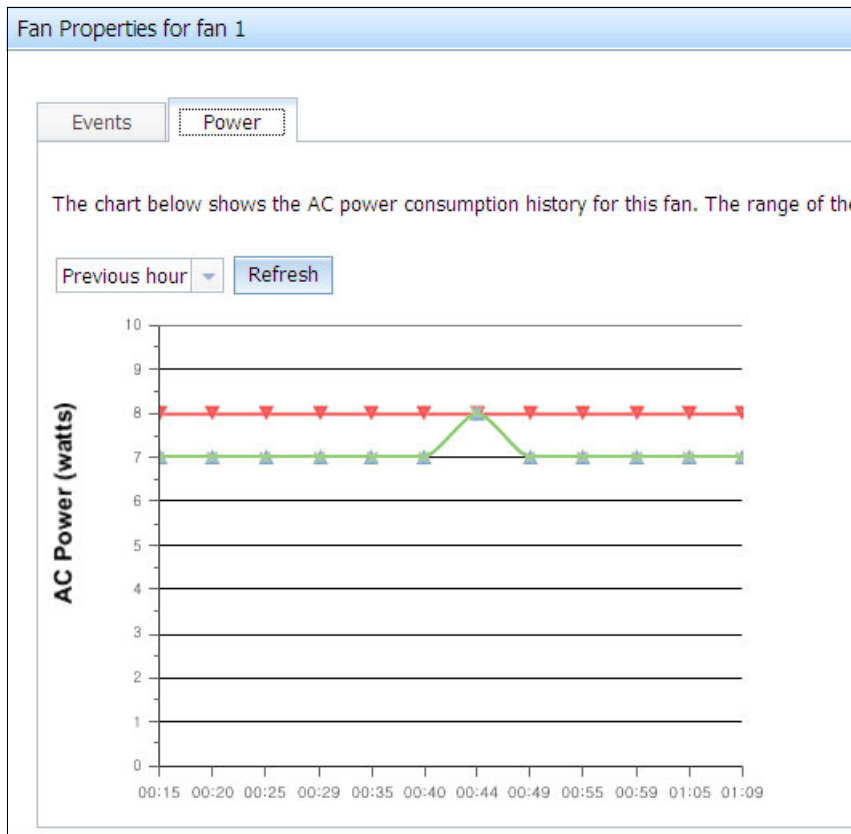 Fan Properties for fan 1
Events
Power
The chart below shows the AC power consumption history for this fan. The range of the
Previous hour
Refresh
AC Power (watts)
10
9
8
7
6
5
4
3
2
1
0
00:15 00:20 00:25 00:29 00:35 00:40 00:44 00:49 00:55 00:59 01:05 01:09